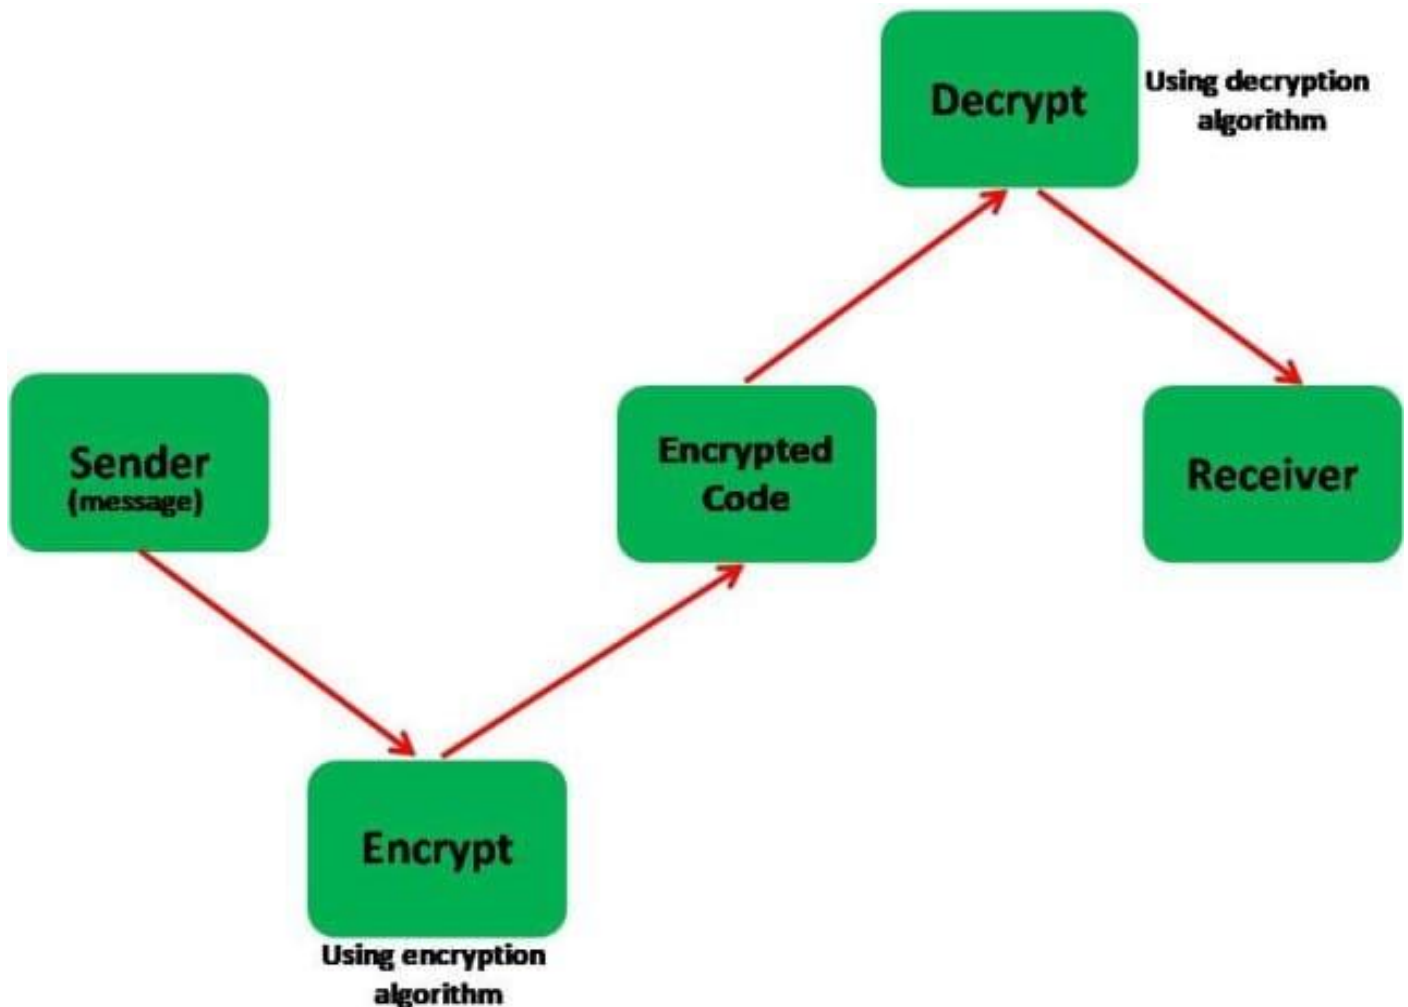 Decrypt
Using decryption
algorithm
Sender
(message)
Encrypted
Code
Receiver
Encrypt
Using encryption
algorithm